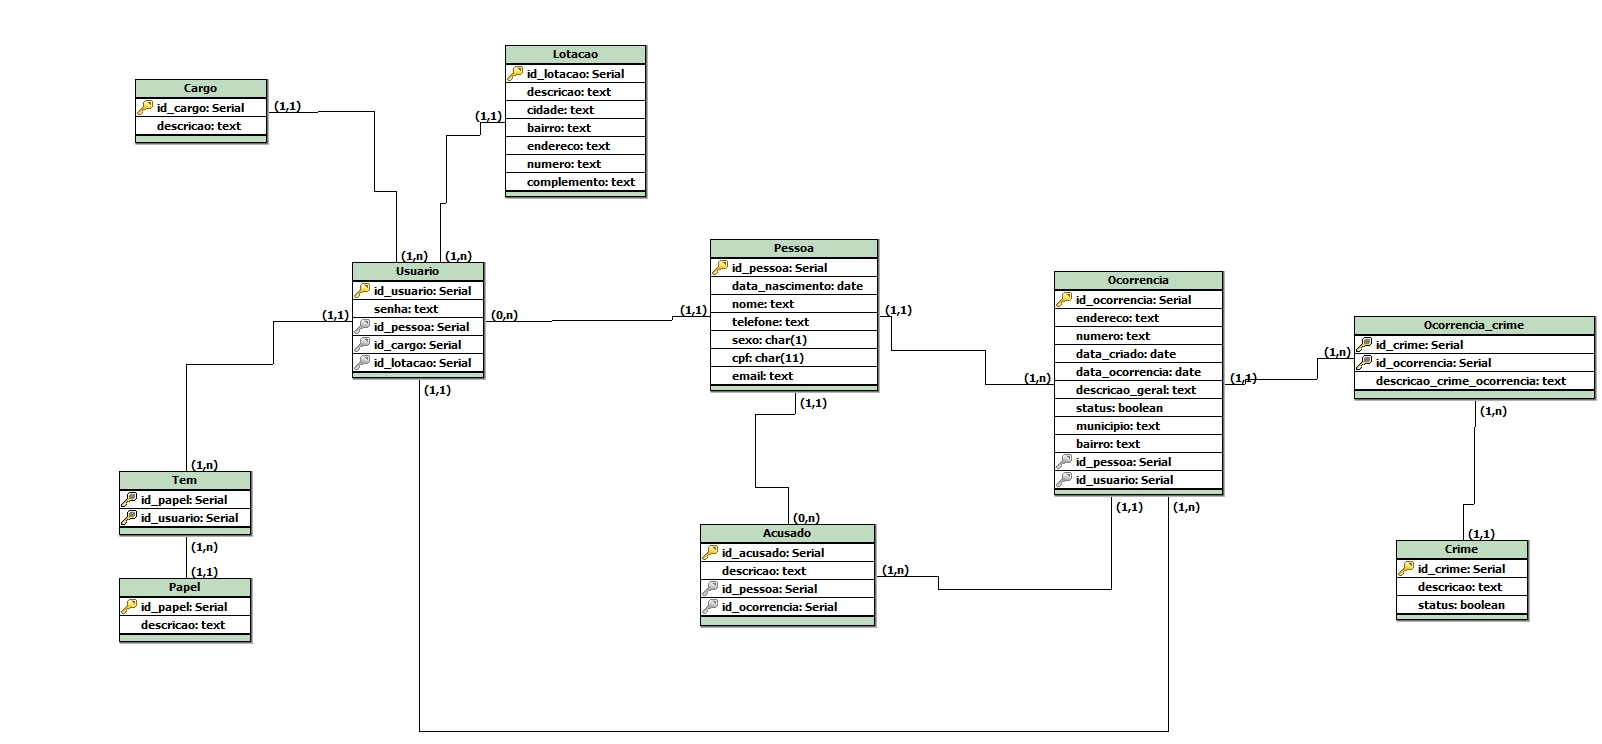 Lotacao
id_lotacao: Serial
descricao: text
cidade: text
bairro: text
endereco: text
numero: text
complemento: text
(1,1)
Cargo
id_cargo: Serial
descricao: text
(1,1)
(1,n)
(1,n)
Usuario
id_usuario: Serial
senha: text
id_pessoa: Serial
id_cargo: Serial
id_lotacao: Serial
(1,1)
(0,n)
(1,1)
(1,1)
Pessoa
id_pessoa: Serial
data_nascimento: date
nome: text
telefone: text
sexo: char(1)
cpf: char(11)
email: text
(1,1)
(1,1)
(1,n)
Ocorrencia
id_ocorrencia: Serial
endereco: text
numero: text
data_criado: date
data_ocorrencia: date
descricao_geral: text
status: boolean
municipio: text
bairro: text
id_pessoa: Serial
id_usuario: Serial
(1,1)
(1,n)
(1,1)
(1,n)
Ocorrencia_crime
id_crime: Serial
id_ocorrencia: Serial
descricao_crime_ocorrencia: text
(1,n)
(1,n)
Tem
id_papel: Serial
id_usuario: Serial
(1,n)
(1,1)
Papel
id_papel: Serial
descricao: text
(0,n)
Acusado
id_acusado: Serial
descricao: text
id_pessoa: Serial
id_ocorrencia: Serial
(1,n)
(1,1)
Crime
id_crime: Serial
descricao: text
status: boolean